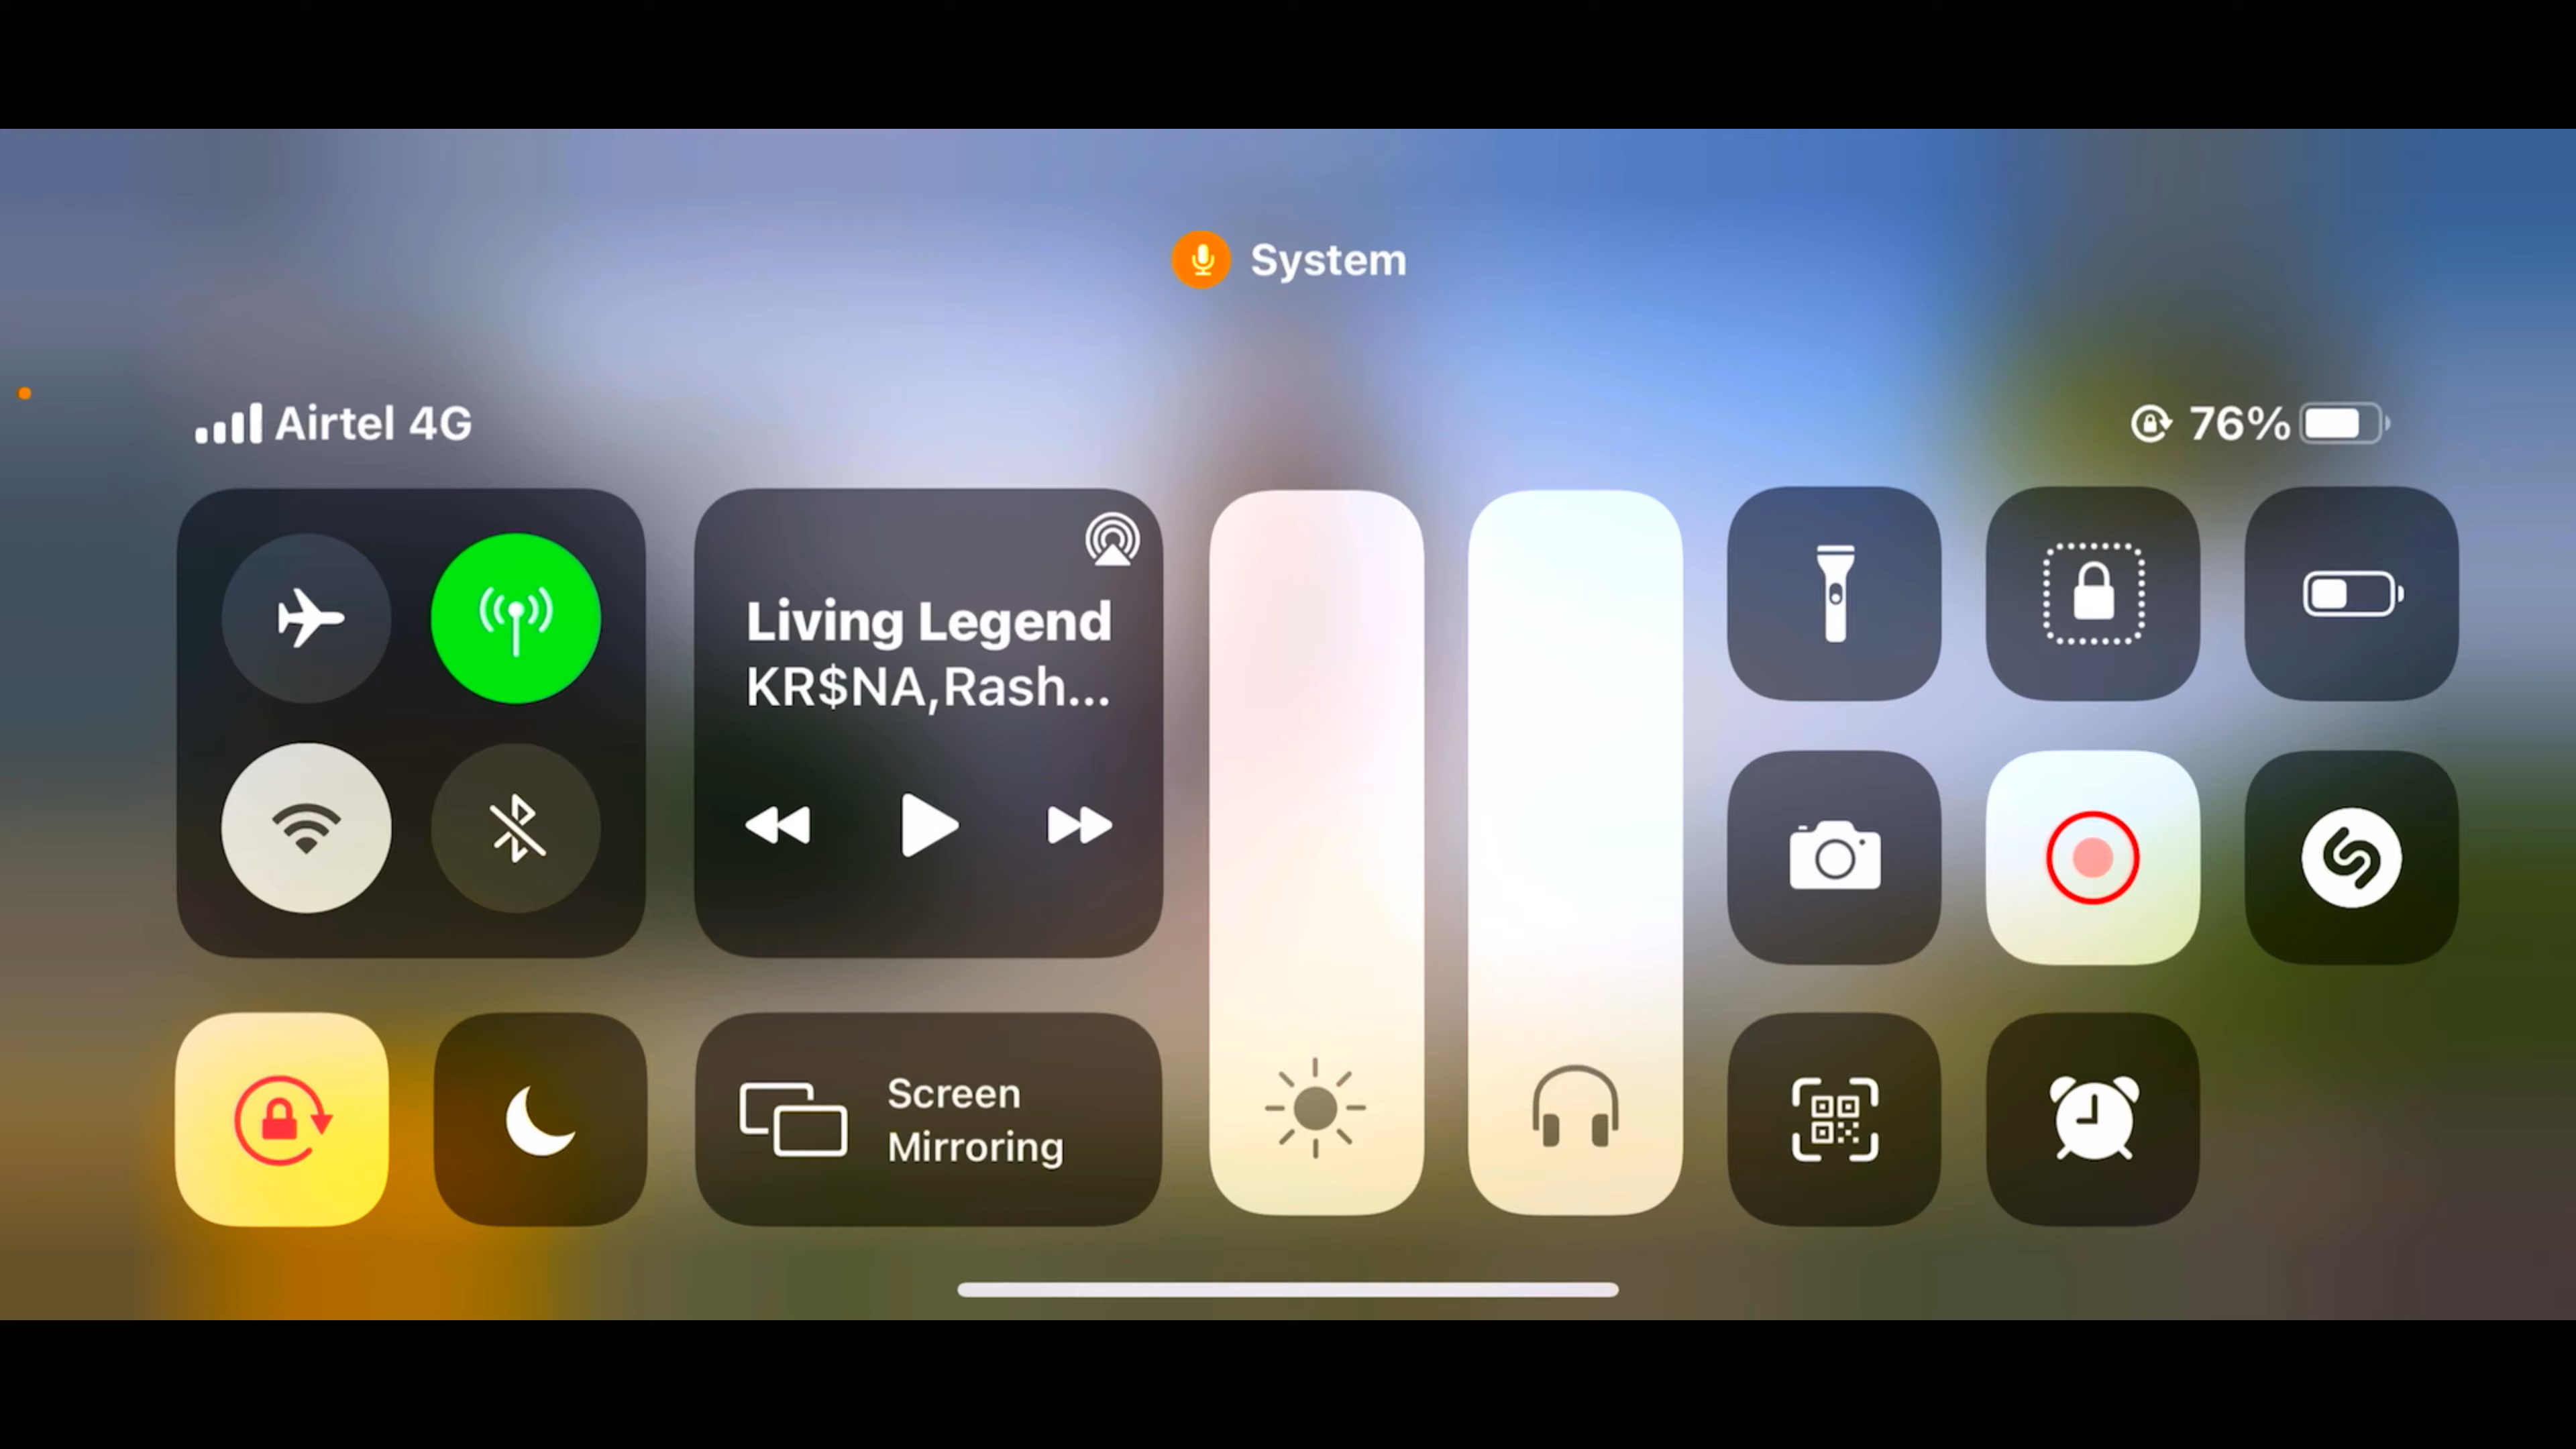 System
Airtel 4G
76%
Living Legend
KR$NA,Rash...
Screen
Mirroring